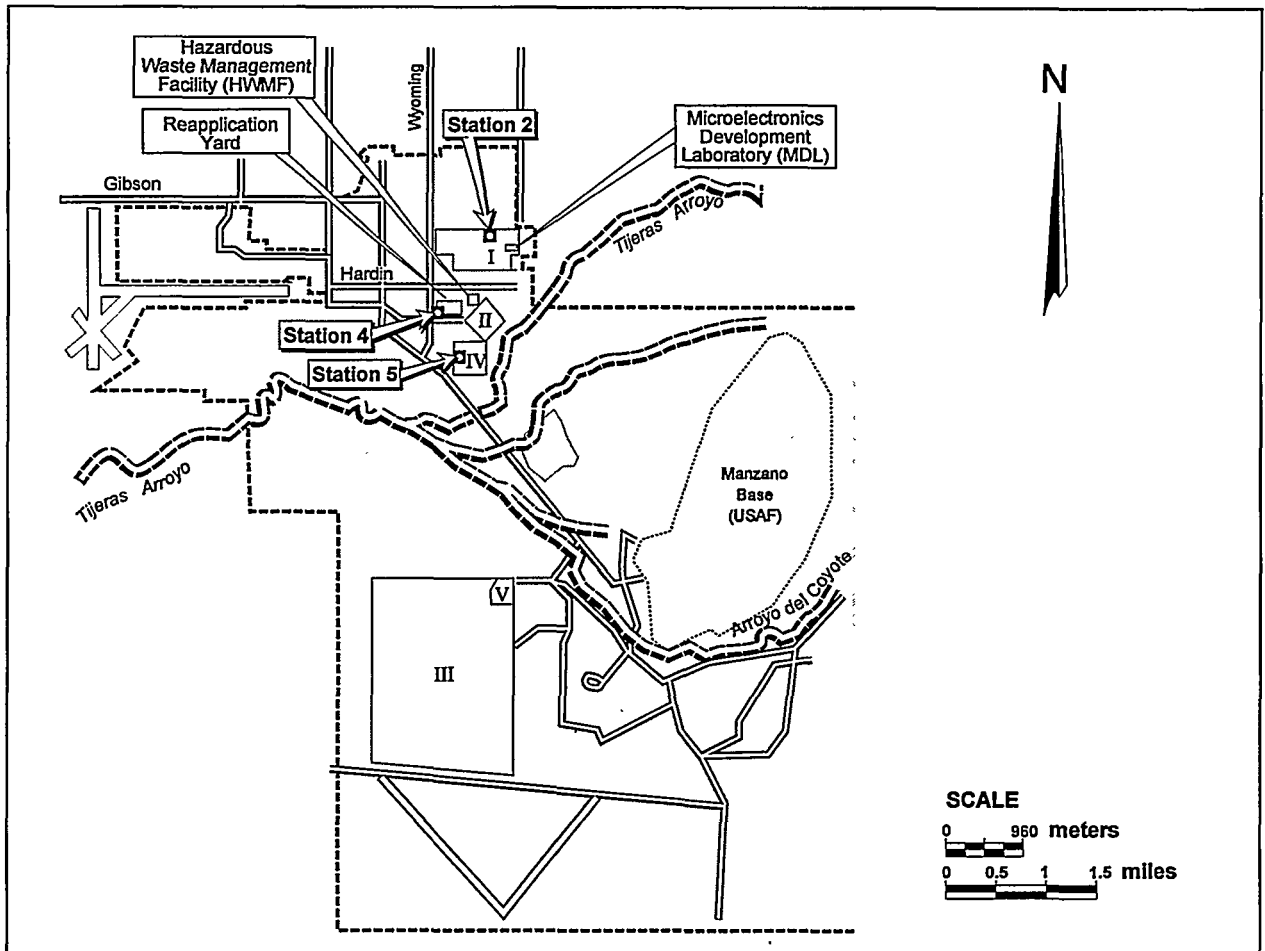 Hazardous
Waste Management
Facility (HWMF)
Reapplication
Yard
Wyoming
Station 2
Microelectronics
Development
Laboratory (MDL)
N
Gibson
Tijeras Arroyo
I
Hardin
II
Station 4
IV
Station 5
Tijeras Arroyo
Manzano
Base
(USAF)
Arroyo del Coyote
V
III
SCALE
0 960 meters
0 0.5 1 1.5 miles